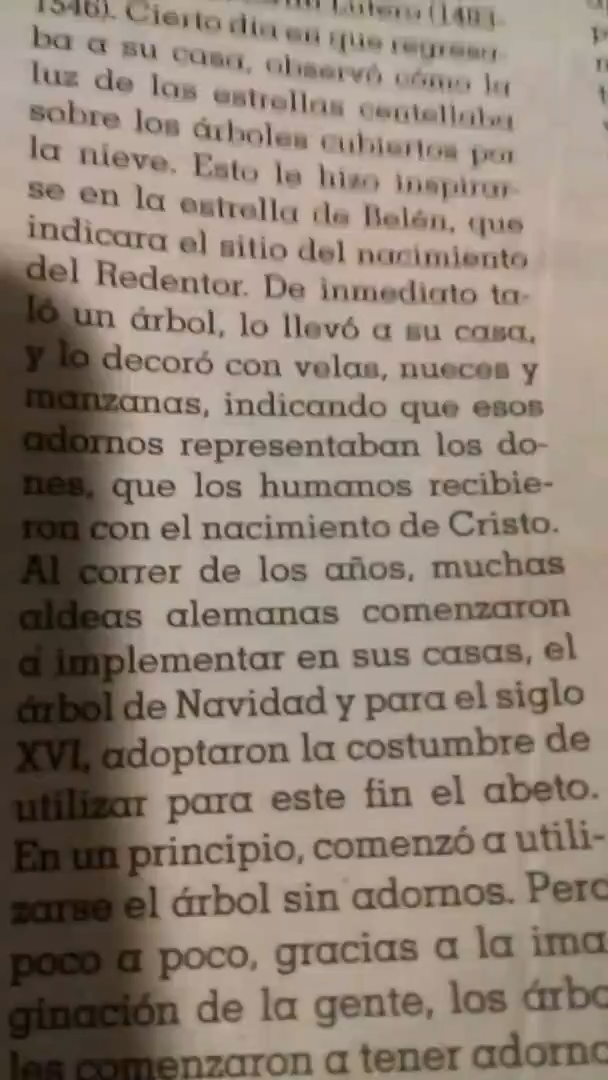 Lutero (148
1546). Cierto día en que regresa-
ba a su casa, observó cómo la
luz de las estrellas centellaba
sobre los árboles cubiertos por
la nieve. Esto le hizo inspirar-
se en la estrella de Belén, que
indicara el sitio del nacimiento
del Redentor. De inmediato ta-
ló un árbol, lo llevó a su casa,
y lo decoró con velas, nueces y
manzanas, indicando que esos
adornos representaban los do-
nes, que los humanos recibie-
ron con el nacimiento de Cristo.
Al correr de los años, muchas
aldeas alemanas comenzaron
a implementar en sus casas, el
árbol de Navidad y para el siglo
XVI, adoptaron la costumbre de
utilizar para este fin el abeto.
En un principio, comenzó a utili-
zarse el árbol sin adornos. Pero
poco a poco, gracias a la ima
ginación de la gente, los árbo
les comenzaron a tener adorno